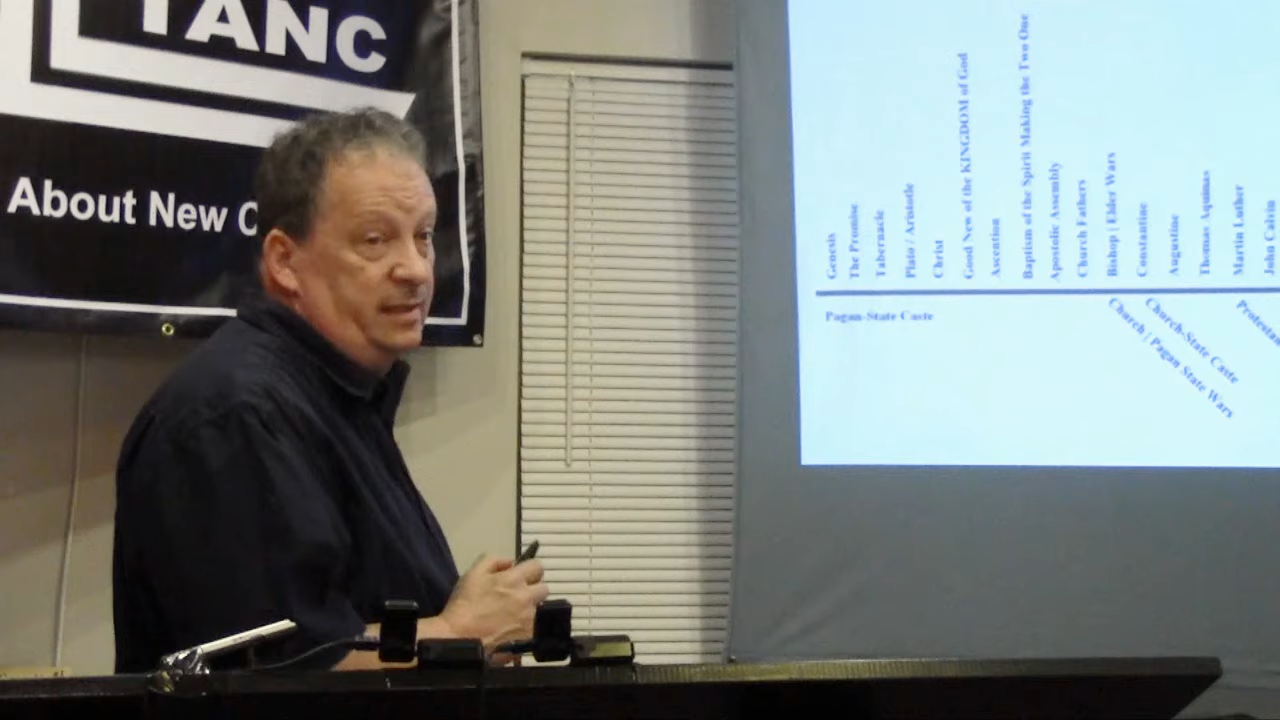 TANC
About New C
Genesis
The Promise
Tabernacle
Plato / Aristotle
Christ
Good New of the KINGDOM of God
Ascention
Baptism of the Spirit Making the Two One
Apostolic Assembly
Church Fathers
Bishop | Elder Wars
Constantine
Augustine
Thomas Aquinas
Martin Luther
John Calvin
Pagan-State Caste
Church | Pagan State Wars
Church-State Caste
Protestan